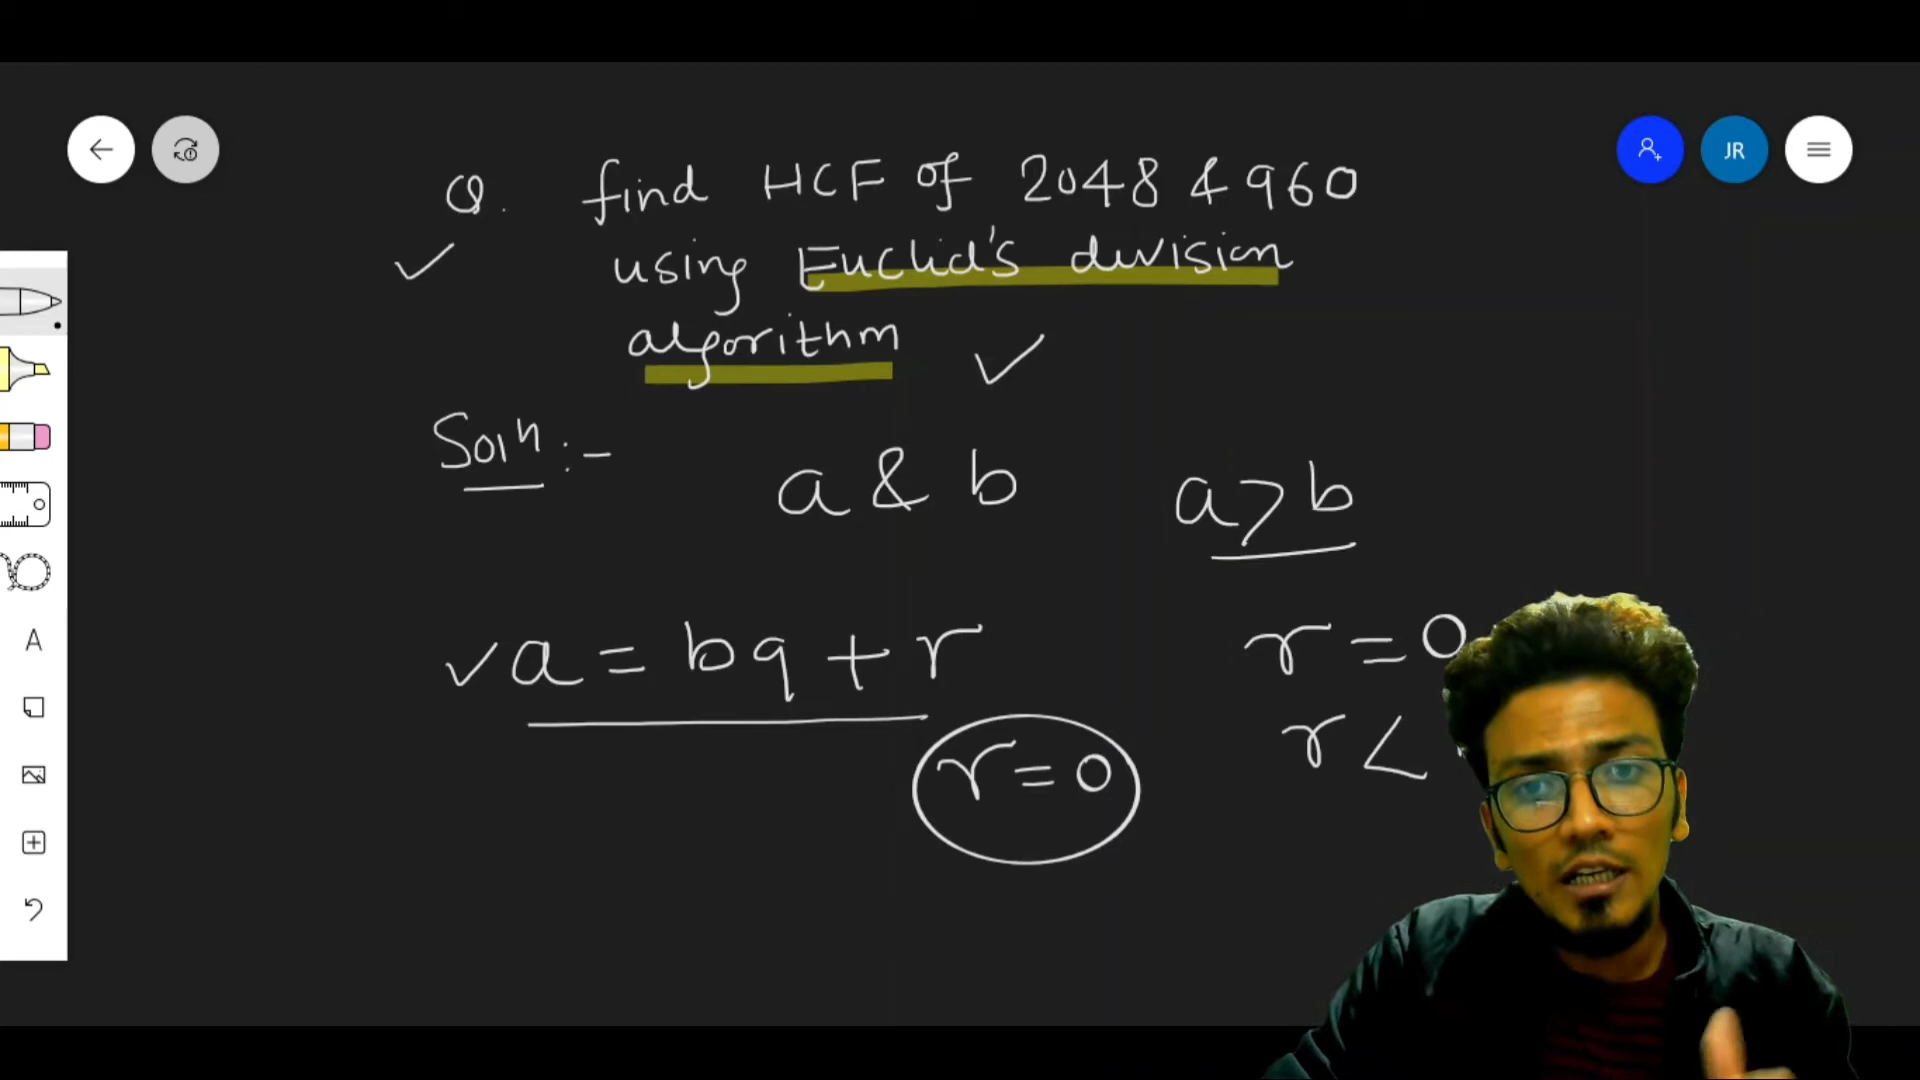 Q. find HCF of 2048 & 960
using Euclid's division
algorithm
Soln :-
a & b
a > b
a = bq + r
r = 0
r <
r = 0
JR
A